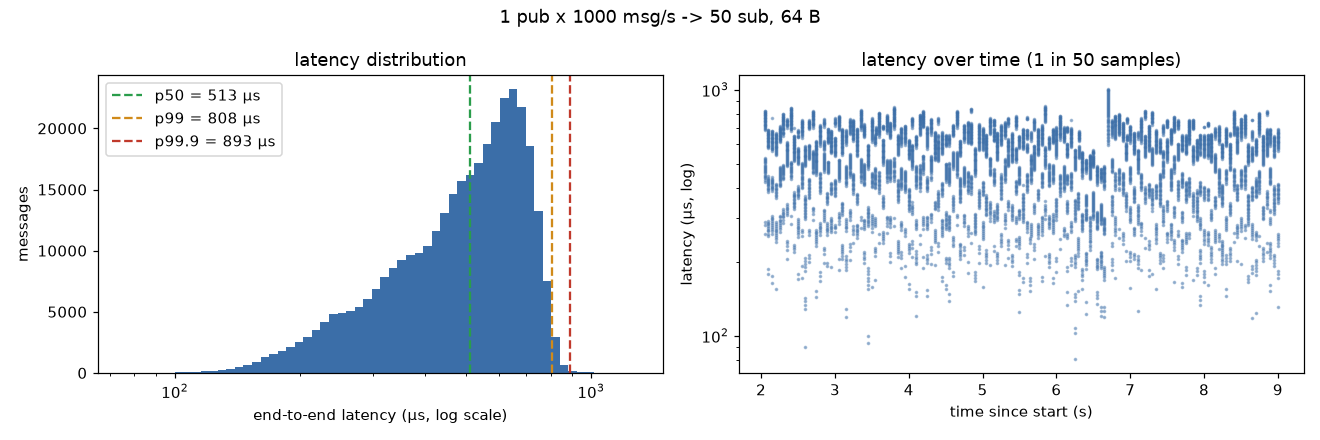 1 pub x 1000 msg/s -> 50 sub, 64 B
latency distribution
p50 = 513 µs
p99 = 808 µs
p99.9 = 893 µs
messages
20000
15000
10000
5000
0
10²
10³
end-to-end latency (µs, log scale)
latency over time (1 in 50 samples)
latency (µs, log)
10³
10²
2 3 4 5 6 7 8 9
time since start (s)